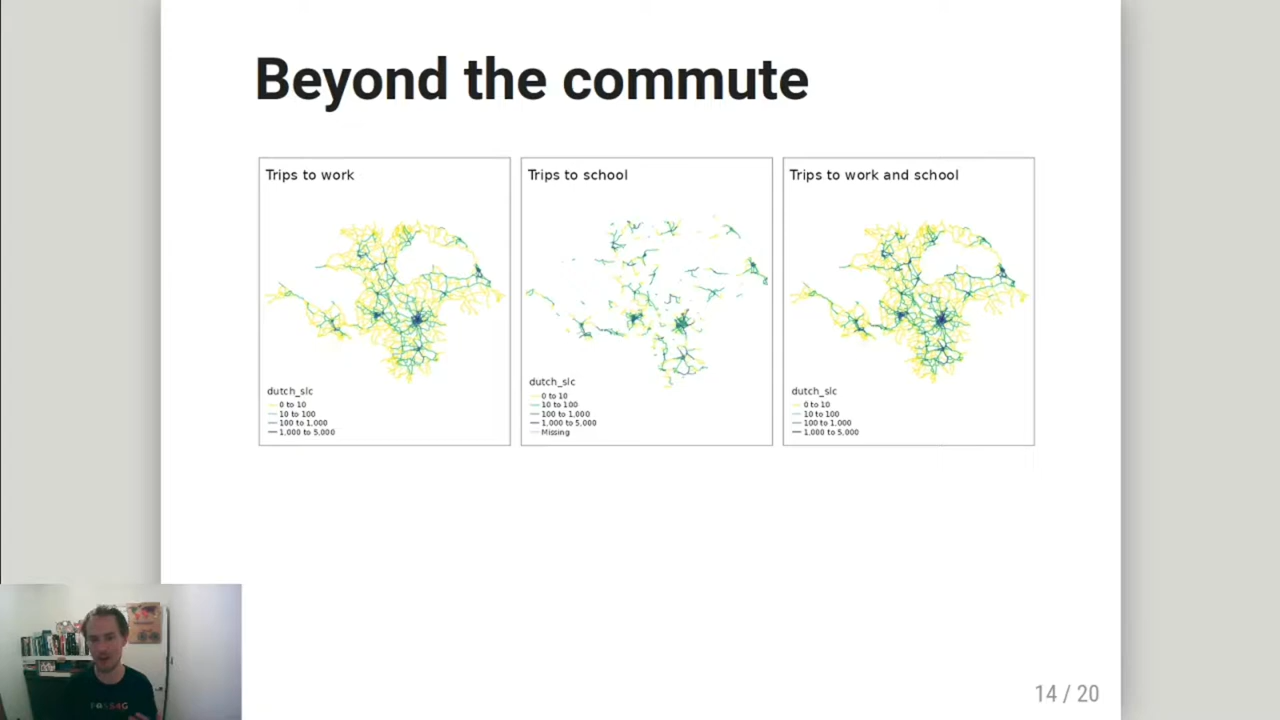 Beyond the commute
Trips to work
dutch_slc
0 to 10
10 to 100
100 to 1,000
1,000 to 5,000
Trips to school
dutch_slc
0 to 10
10 to 100
100 to 1,000
1,000 to 5,000
Missing
Trips to work and school
dutch_slc
0 to 10
10 to 100
100 to 1,000
1,000 to 5,000
FOSS4G
14 / 20